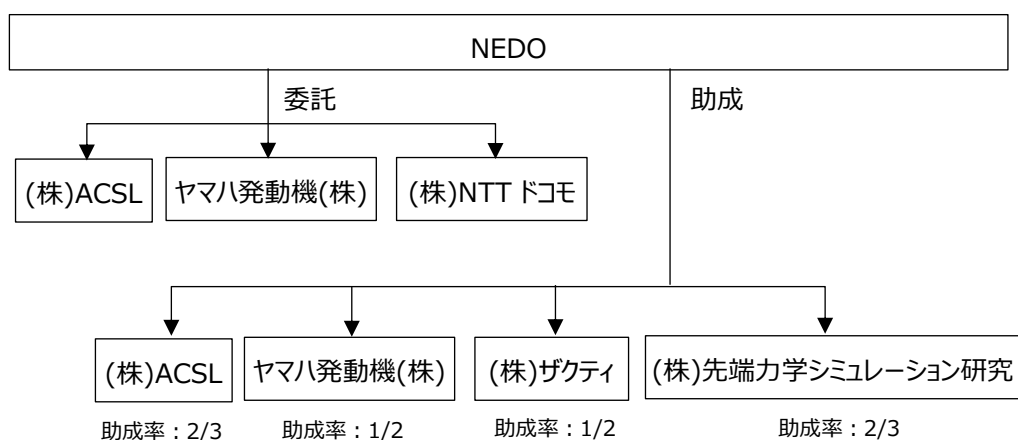 NEDO
委託
助成
(株)ACSL
ヤマハ発動機(株)
(株)NTT ドコモ
(株)ACSL
ヤマハ発動機(株)
(株)ザクティ
(株)先端力学シミュレーション研究
助成率：2/3
助成率：1/2
助成率：1/2
助成率：2/3